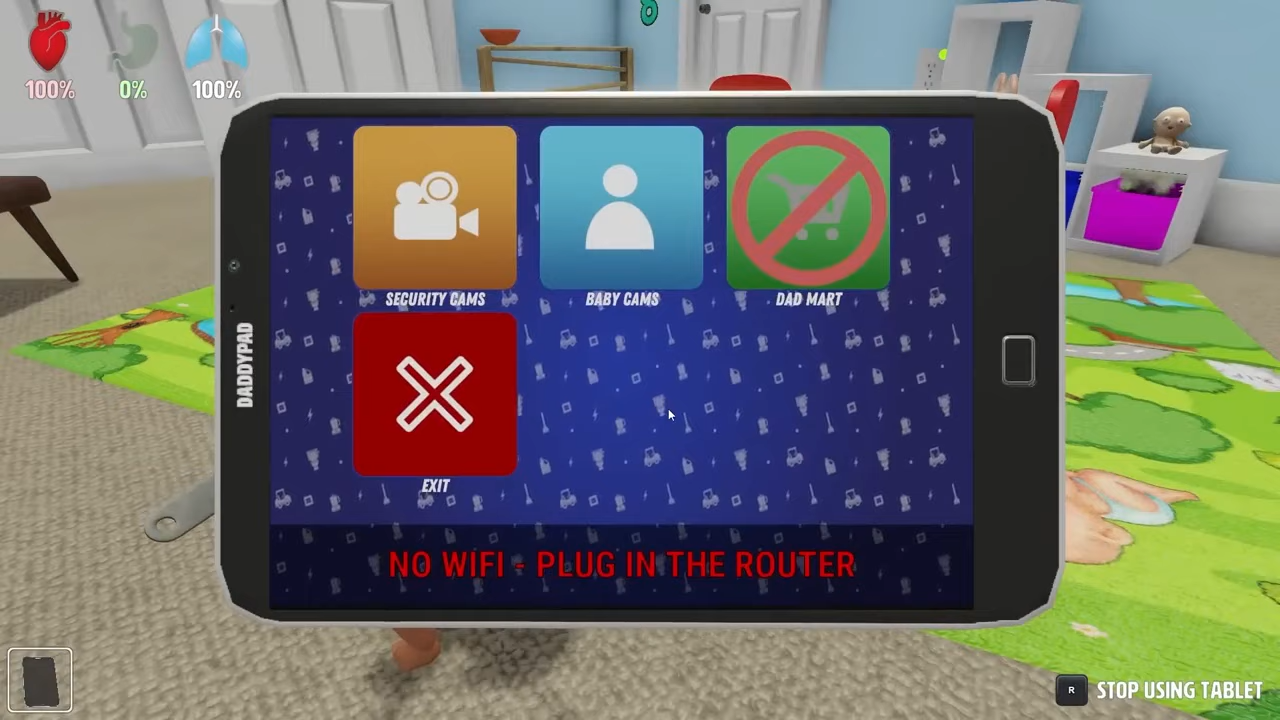 100%
0%
100%
SECURITY CAMS
BABY CAMS
DAD MART
DADDYPAD
EXIT
NO WIFI - PLUG IN THE ROUTER
R
STOP USING TABLET